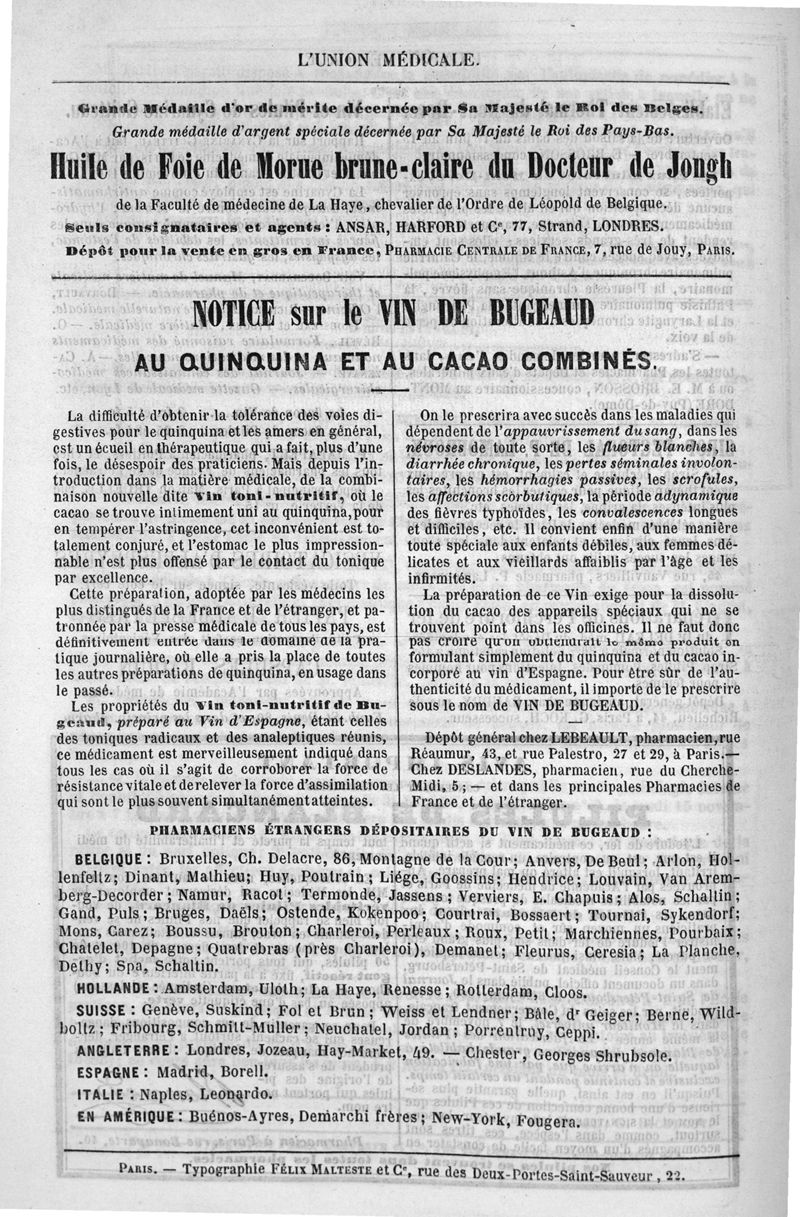 L'UNION MÉDICALE.
Grande Médaille d'or de mérite décernée par Sa Majesté le Roi des Belges.
Grande médaille d'argent spéciale décernée par Sa Majesté le Roi des Pays-Bas.
Huile de Foie de Morue brune-claire du Docteur de Jongh
de la Faculté de médecine de La Haye, chevalier de l'Ordre de Léopold de Belgique.
Seuls consignataires et agents : ANSAR, HARFORD et Ce, 77, Strand, LONDRES.
Dépôt pour la vente en gros en France, PHARMACIE CENTRALE DE FRANCE, 7, rue de Jouy, PARIS.
NOTICE sur le VIN DE BUGEAUD
AU QUINQUINA ET AU CACAO COMBINÉS.
La difficulté d'obtenir la tolérance des voies di-
gestives pour le quinquina et les amers en général,
est un écueil en thérapeutique qui a fait, plus d'une
fois, le désespoir des praticiens. Mais depuis l'in-
troduction dans la matière médicale, de la combi-
naison nouvelle dite Vin toni-nutritif, où le
cacao se trouve intimement uni au quinquina, pour
en tempérer l'astringence, cet inconvénient est to-
talement conjuré, et l'estomac le plus impression-
nable n'est plus offensé par le contact du tonique
par excellence.
Cette préparation, adoptée par les médecins les
plus distingués de la France et de l'étranger, et pa-
tronnée par la presse médicale de tous les pays, est
définitivement entrée dans le domaine de la pra-
tique journalière, où elle a pris la place de toutes
les autres préparations de quinquina, en usage dans
le passé.
Les propriétés du Vin toni-nutritif de Bu-
geaud, préparé au Vin d'Espagne, étant celles
des toniques radicaux et des analeptiques réunis,
ce médicament est merveilleusement indiqué dans
tous les cas où il s'agit de corroborer la force de
résistance vitale et de relever la force d'assimilation
qui sont le plus souvent simultanément atteintes.
On le prescrira avec succès dans les maladies qui
dépendent de l'appauvrissement du sang, dans les
névroses de toute sorte, les flueurs blanches, la
diarrhée chronique, les pertes séminales involon-
taires, les hémorrhagies passives, les scrofules,
les affections scorbutiques, la période adynamique
des fièvres typhoïdes, les convalescences longues
et difficiles, etc. Il convient enfin d'une manière
toute spéciale aux enfants débiles, aux femmes dé-
licates et aux vieillards affaiblis par l'âge et les
infirmités.
La préparation de ce Vin exige pour la dissolu-
tion du cacao des appareils spéciaux qui ne se
trouvent point dans les officines. Il ne faut donc
pas croire qu'on obtiendrait le même produit en
formulant simplement du quinquina et du cacao in-
corporé au vin d'Espagne. Pour être sûr de l'au-
thenticité du médicament, il importe de le prescrire
sous le nom de VIN DE BUGEAUD.
Dépôt général chez LEBEAULT, pharmacien, rue
Réaumur, 43, et rue Palestro, 27 et 29, à Paris.—
Chez DESLANDES, pharmacien, rue du Cherche-
Midi, 5 ; — et dans les principales Pharmacies de
France et de l'étranger.
PHARMACIENS ÉTRANGERS DÉPOSITAIRES DU VIN DE BUGEAUD :
BELGIQUE : Bruxelles, Ch. Delacre, 86, Montagne de la Cour; Anvers, De Beul; Arlon, Hol-
lenfeltz; Dinant, Mathieu; Huy, Poutrain; Liége, Goossins; Hendrice; Louvain, Van Arem-
berg-Decorder; Namur, Racot; Termonde, Jassens; Verviers, E. Chapuis; Alos, Schaltin;
Gand, Puls; Bruges, Daëls; Ostende, Kokenpoo; Courtrai, Bossaert; Tournai, Sykendorf;
Mons, Carez; Boussu, Brouton; Charleroi, Perleaux; Roux, Petit; Marchiennes, Pourbaix;
Chatelet, Depagne; Quatrebras (près Charleroi), Demanet; Fleurus, Ceresia; La Planche,
Dethy; Spa, Schaltin.
HOLLANDE : Amsterdam, Uloth; La Haye, Renesse; Rotterdam, Cloos.
SUISSE : Genève, Suskind; Fol et Brun; Weiss et Lendner; Bâle, dr Geiger; Berne, Wild-
boltz; Fribourg, Schmitt-Muller; Neuchatel, Jordan; Porrentruy, Ceppi.
ANGLETERRE : Londres, Jozeau, Hay-Market, 49. — Chester, Georges Shrubsole.
ESPAGNE : Madrid, Borell.
ITALIE : Naples, Leonardo.
EN AMÉRIQUE : Buénos-Ayres, Demarchi frères; New-York, Fougera.
PARIS. — Typographie FÉLIX MALTESTE et Ce, rue des Deux-Portes-Saint-Sauveur, 22.